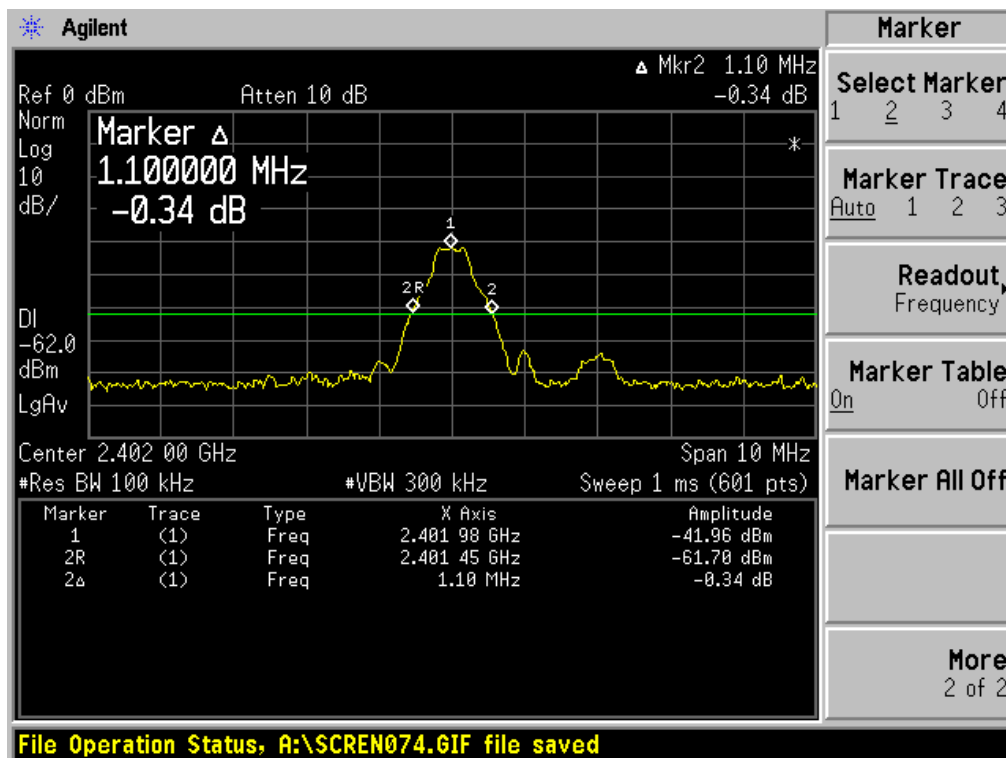 Agilent
Marker
Δ Mkr2 1.10 MHz
Ref 0 dBm Atten 10 dB -0.34 dB
Norm
Log
10
dB/
Marker Δ
1.100000 MHz
-0.34 dB
*
1
2R
2
DI
-62.0
dBm
LgAv
Center 2.402 00 GHz Span 10 MHz
#Res BW 100 kHz #VBW 300 kHz Sweep 1 ms (601 pts)
Marker Trace Type X Axis Amplitude
1 (1) Freq 2.401 98 GHz -41.96 dBm
2R (1) Freq 2.401 45 GHz -61.70 dBm
2Δ (1) Freq 1.10 MHz -0.34 dB
Select Marker
1 2 3 4
Marker Trace
Auto 1 2 3
Readout
Frequency
Marker Table
On Off
Marker All Off
More
2 of 2
File Operation Status, A:\SCREN074.GIF file saved